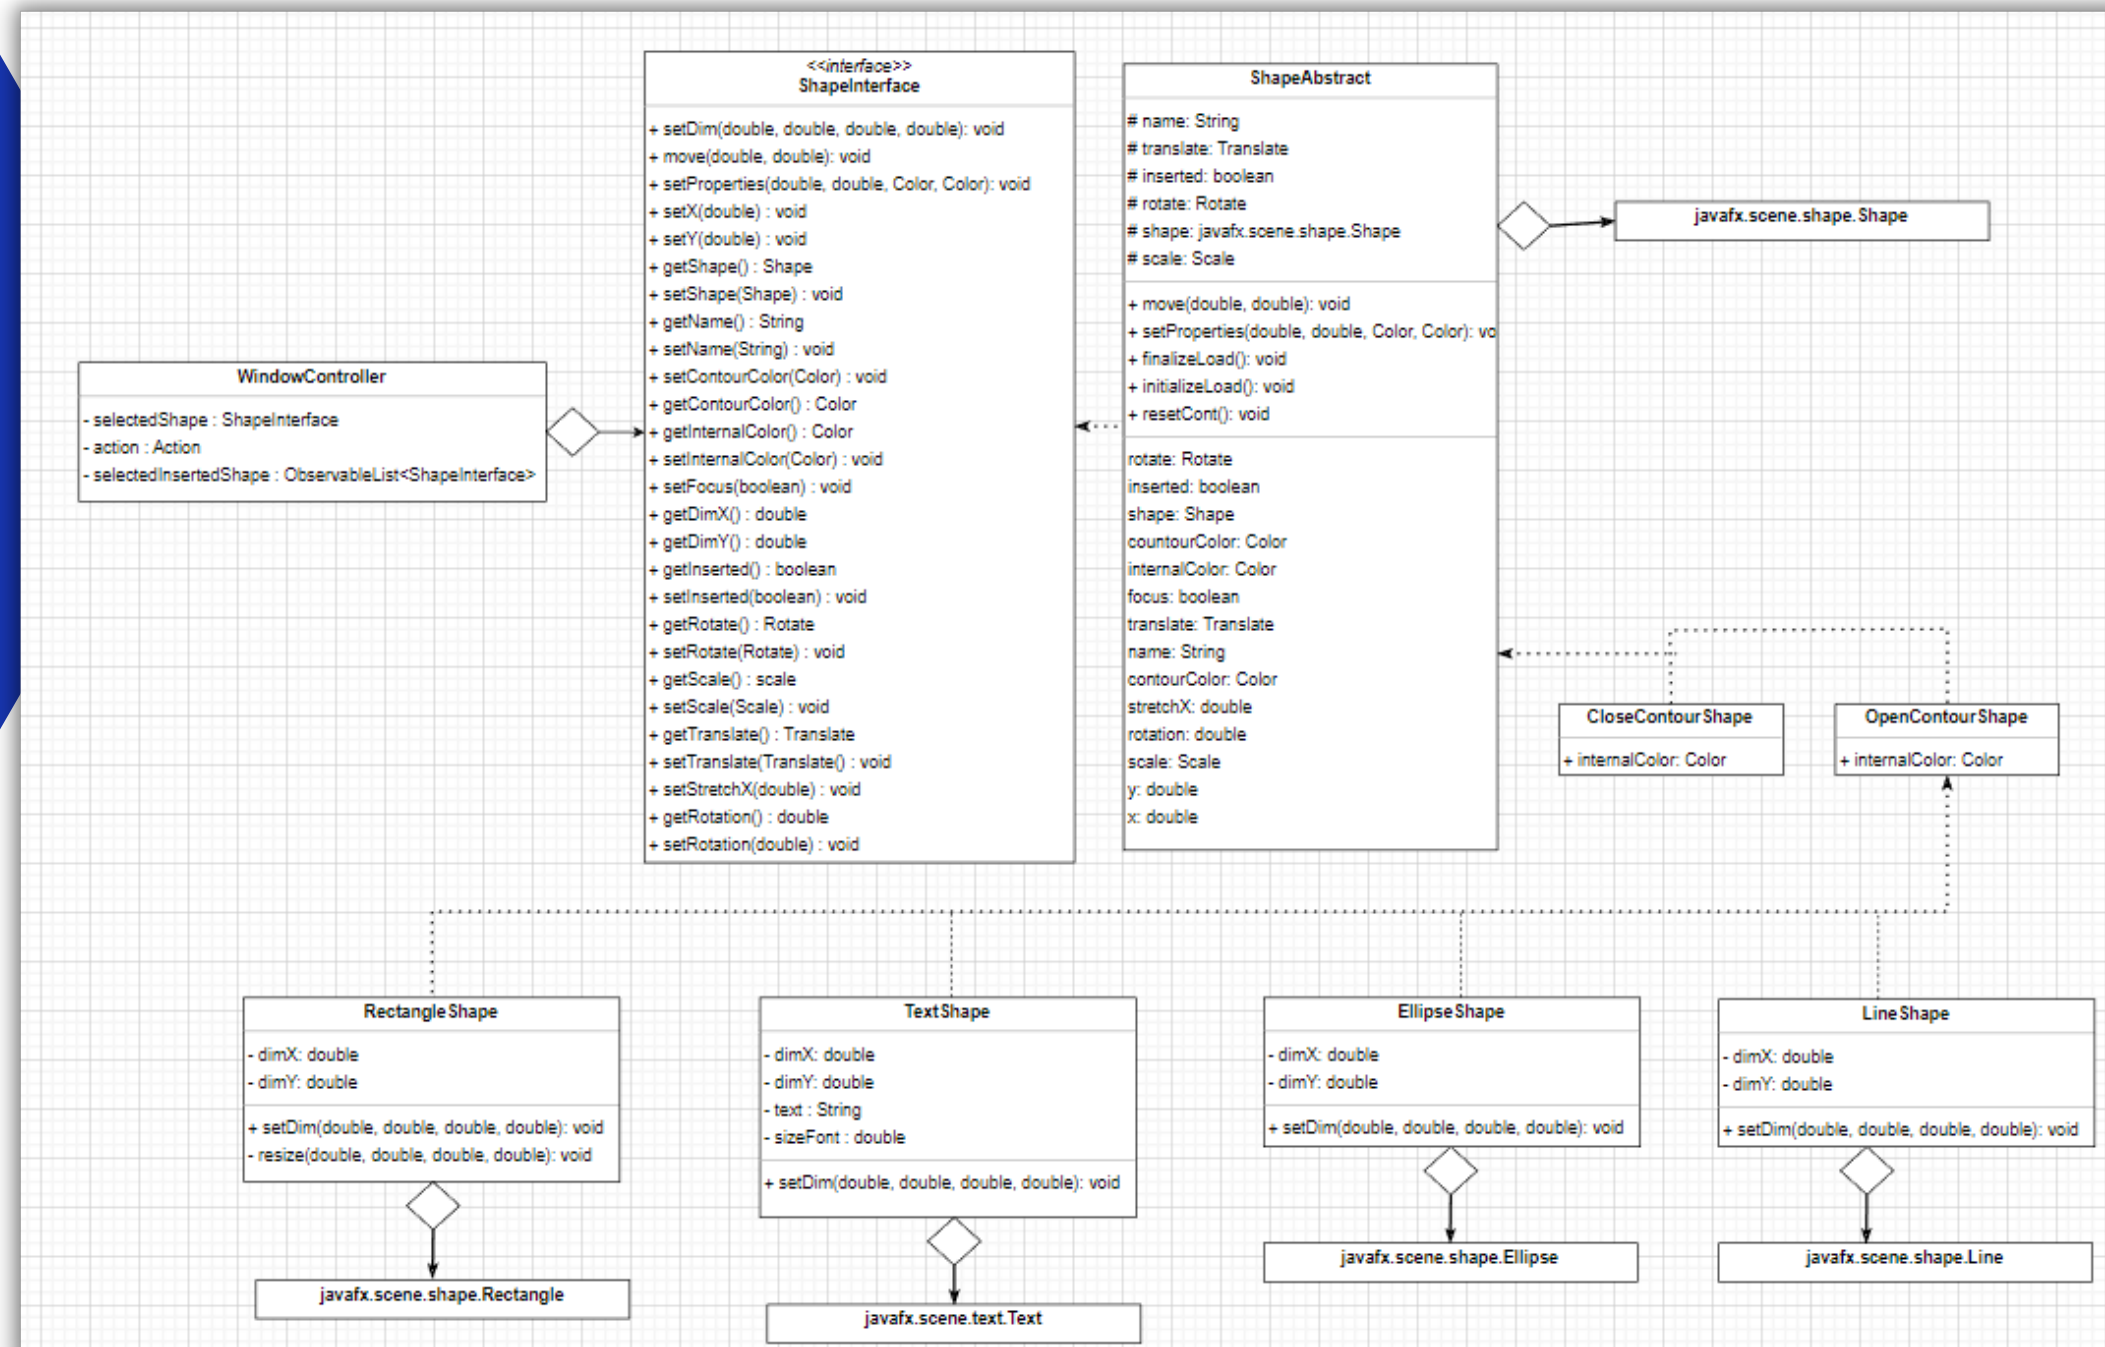 <<interface>>
ShapeInterface
+ setDim(double, double, double, double): void
+ move(double, double): void
+ setProperties(double, double, Color, Color): void
+ setX(double) : void
+ setY(double) : void
+ getShape() : Shape
+ setShape(Shape) : void
+ getName() : String
+ setName(String) : void
+ setContourColor(Color) : void
+ getContourColor() : Color
+ getInternalColor() : Color
+ setInternalColor(Color) : void
+ setFocus(boolean) : void
+ getDimX() : double
+ getDimY() : double
+ getInserted() : boolean
+ setInserted(boolean) : void
+ getRotate() : Rotate
+ setRotate(Rotate) : void
+ getScale() : scale
+ setScale(Scale) : void
+ getTranslate() : Translate
+ setTranslate(Translate() : void
+ setStretchX(double) : void
+ getRotation() : double
+ setRotation(double) : void
ShapeAbstract
# name: String
# translate: Translate
# inserted: boolean
# rotate: Rotate
# shape: javafx.scene.shape.Shape
# scale: Scale
+ move(double, double): void
+ setProperties(double, double, Color, Color): vo
+ finalizeLoad(): void
+ initializeLoad(): void
+ resetCont(): void
rotate: Rotate
inserted: boolean
shape: Shape
countourColor: Color
internalColor: Color
focus: boolean
translate: Translate
name: String
contourColor: Color
stretchX: double
rotation: double
scale: Scale
y: double
x: double
javafx.scene.shape.Shape
WindowController
- selectedShape : ShapeInterface
- action : Action
- selectedInsertedShape : ObservableList<ShapeInterface>
CloseContourShape
+ internalColor: Color
OpenContourShape
+ internalColor: Color
RectangleShape
- dimX: double
- dimY: double
+ setDim(double, double, double, double): void
- resize(double, double, double, double): void
javafx.scene.shape.Rectangle
TextShape
- dimX: double
- dimY: double
- text : String
- sizeFont : double
+ setDim(double, double, double, double): void
javafx.scene.text.Text
EllipseShape
- dimX: double
- dimY: double
+ setDim(double, double, double, double): void
javafx.scene.shape.Ellipse
LineShape
- dimX: double
- dimY: double
+ setDim(double, double, double, double): void
javafx.scene.shape.Line